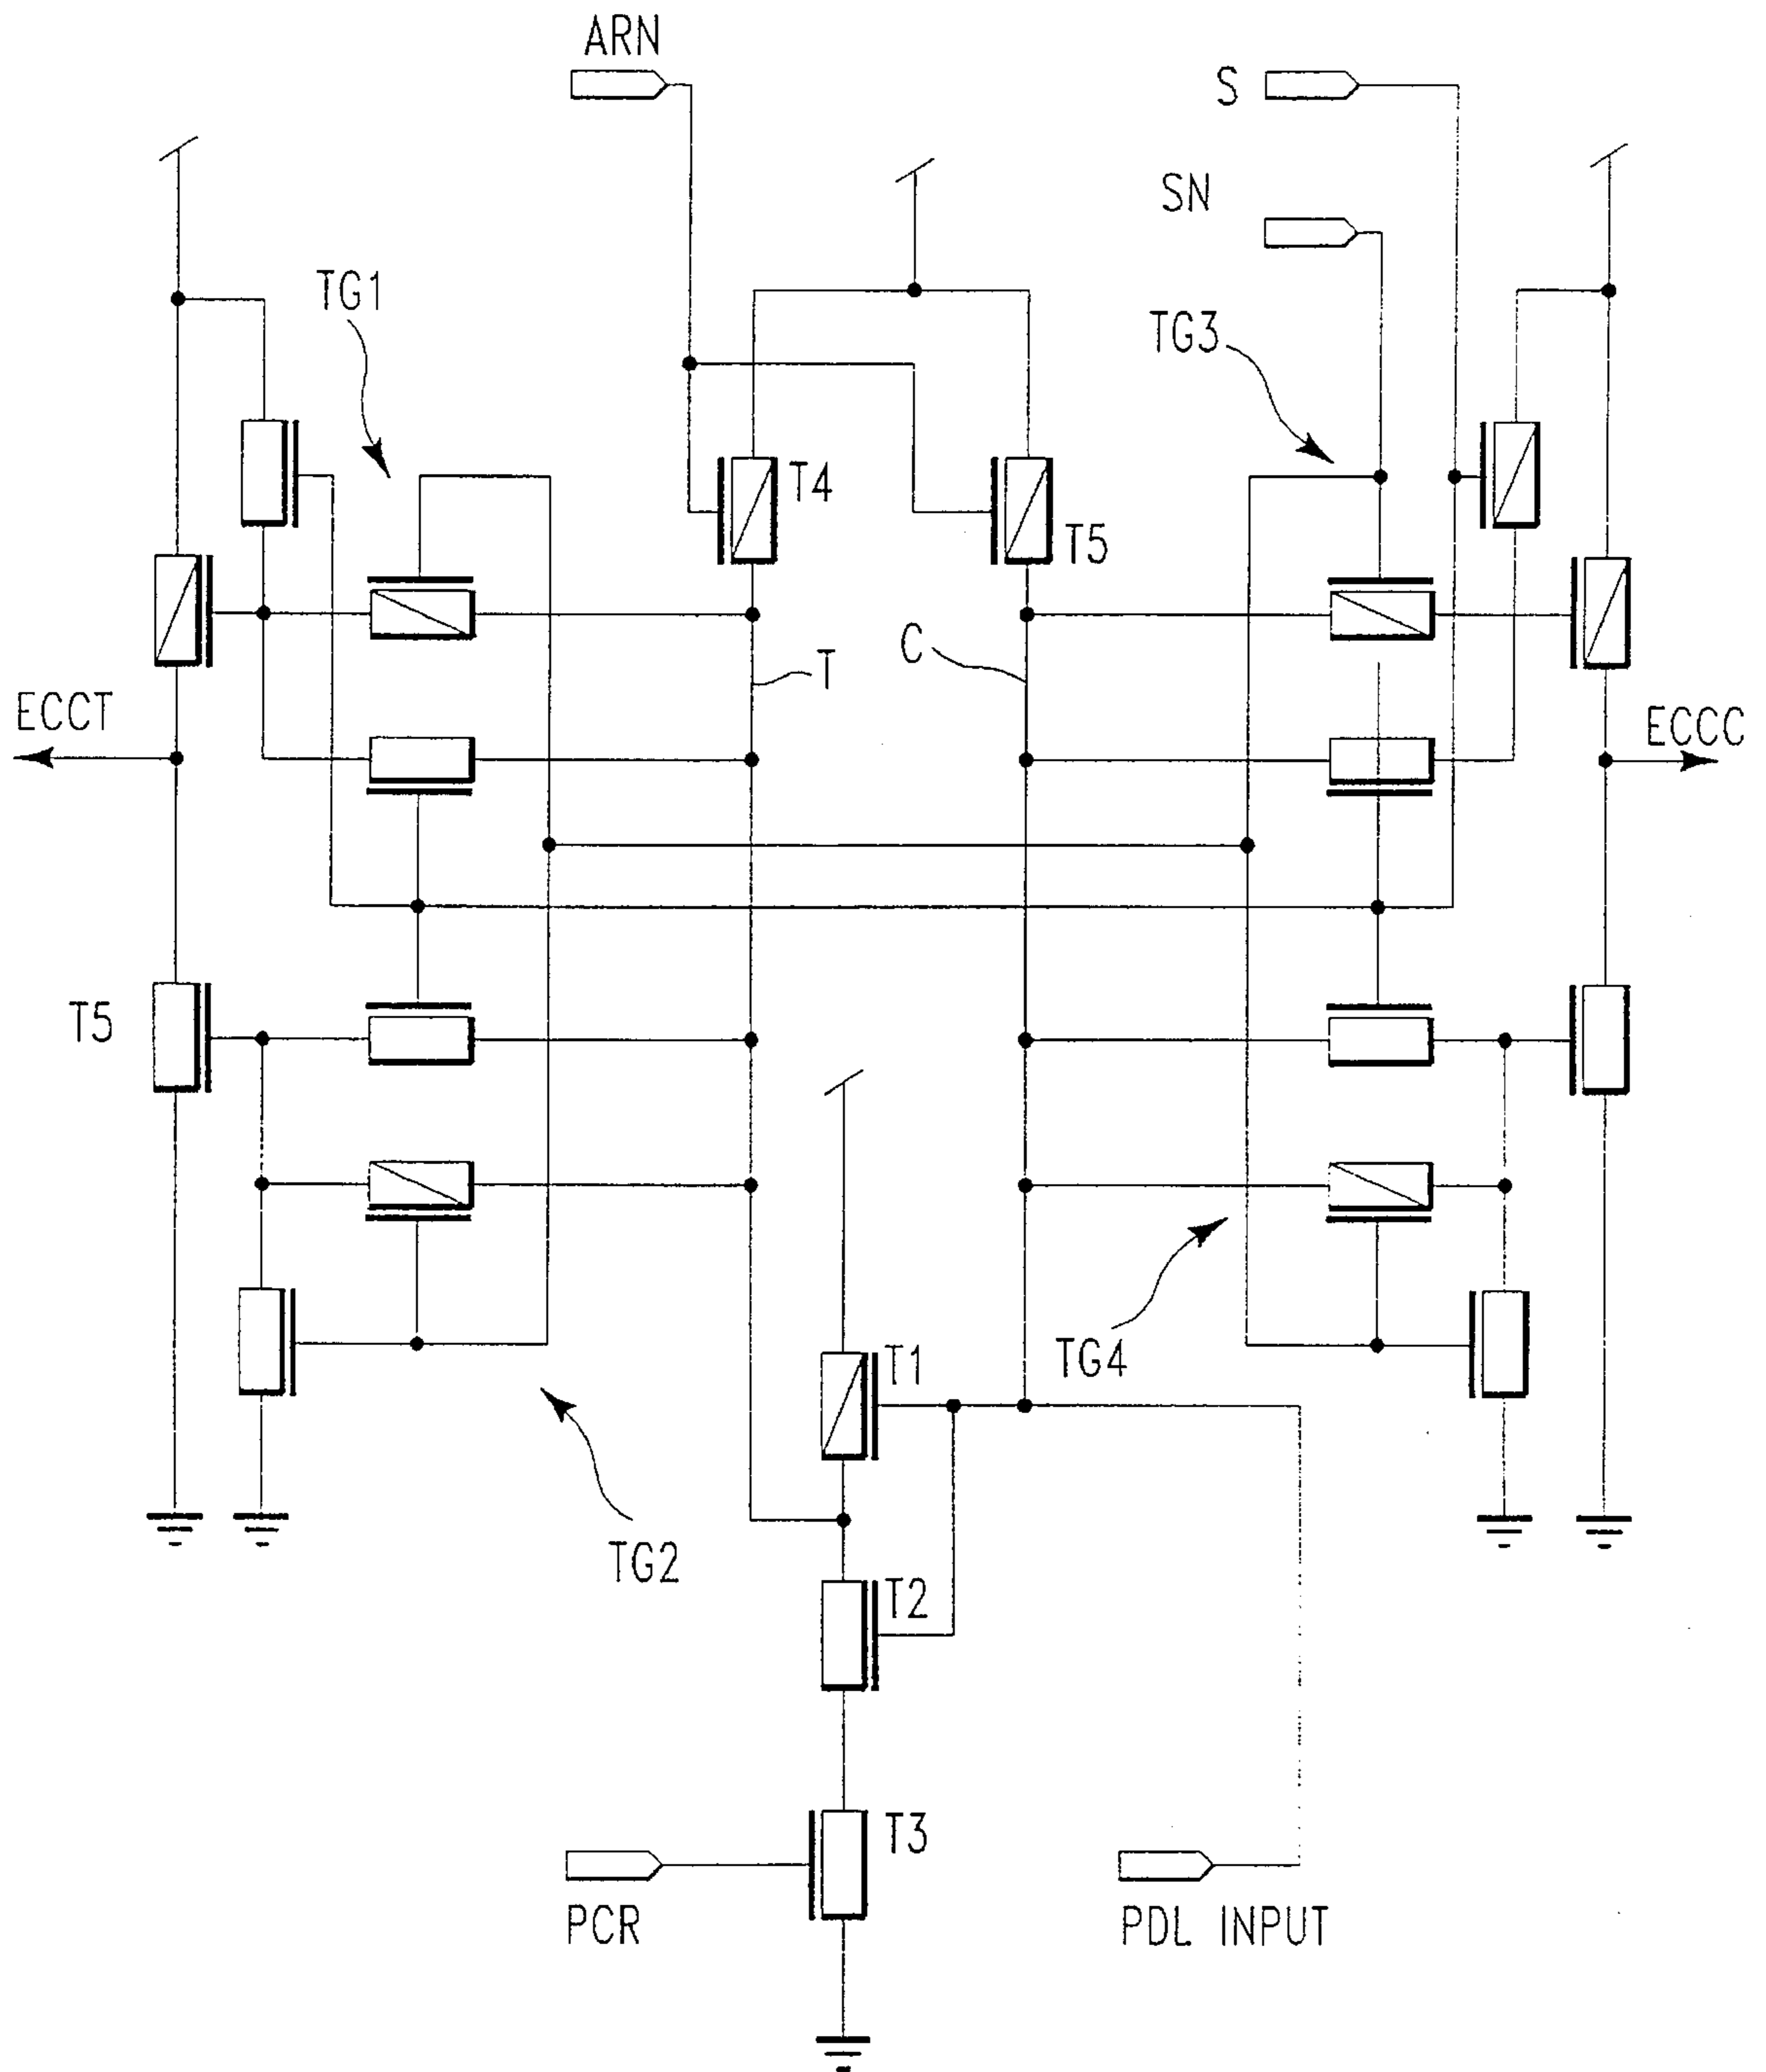 ARN
S
SN
TG1
TG3
T4
T5
T
C
ECCT
ECCC
T5
T1
TG4
TG2
T2
T3
PCR
PDL INPUT